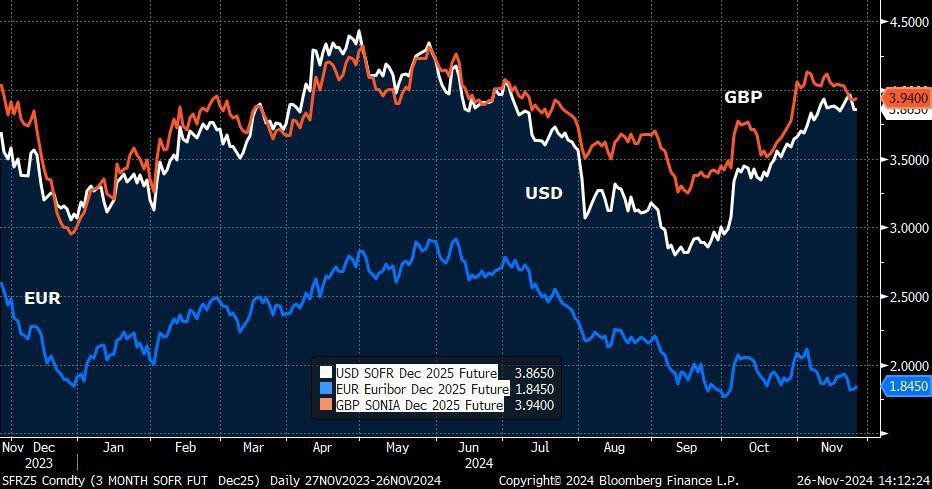 4.5000
GBP
3.9400
3.8650
3.5000
USD
3.0000
EUR
2.5000
USD SOFR Dec 2025 Future 3.8650
EUR Euribor Dec 2025 Future 1.8450
GBP SONIA Dec 2025 Future 3.9400
2.0000
1.8450
Nov Dec Jan Feb Mar Apr May Jun Jul Aug Sep Oct Nov
2023 2024
SFRZ5 Comdty (3 MONTH SOFR FUT Dec25) Daily 27NOV2023-26NOV2024 Copyright© 2024 Bloomberg Finance L.P. 26-Nov-2024 14:12:24